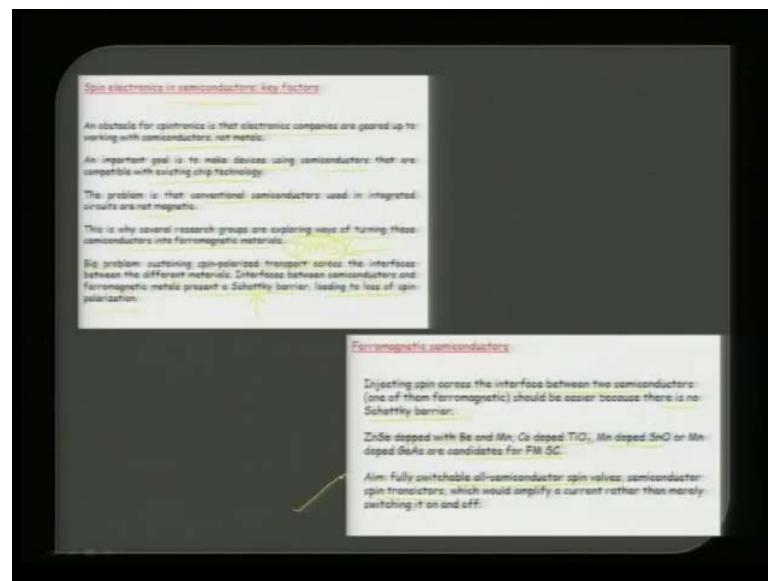 Spin electronics in semiconductors: key factors
An obstacle for spintronics is that electronics companies are geared up to
working with semiconductors, not metals.
An important goal is to make devices using semiconductors that are
compatible with existing chip technology.
The problem is that conventional semiconductors used in integrated
circuits are not magnetic.
This is why several research groups are exploring ways of turning these
semiconductors into ferromagnetic materials.
Big problem: sustaining spin-polarized transport across the interfaces
between the different materials. Interfaces between semiconductors and
ferromagnetic metals present a Schottky barrier, leading to loss of spin
polarization.
Ferromagnetic semiconductors
Injecting spin across the interface between two semiconductors
(one of them ferromagnetic) should be easier because there is no
Schottky barrier.
ZnSe dopped with Be and Mn, Co doped TiO₂, Mn doped SnO or Mn
doped GaAs are candidates for FM SC.
Aim: fully switchable all-semiconductor spin valves, semiconductor
spin transistors, which would amplify a current rather than merely
switching it on and off.